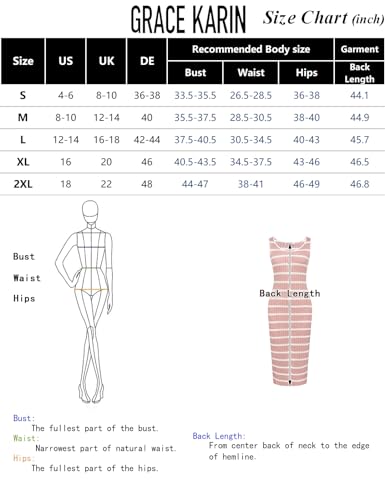 GRACE KARIN Size Chart (inch)
Size US UK DE Recommended Body size Garment
Bust Waist Hips Back Length
S 4-6 8-10 36-38 33.5-35.5 26.5-28.5 36-38 44.1
M 8-10 12-14 40 35.5-37.5 28.5-30.5 38-40 44.9
L 12-14 16-18 42-44 37.5-40.5 30.5-34.5 40-43 45.7
XL 16 20 46 40.5-43.5 34.5-37.5 43-46 46.5
2XL 18 22 48 44-47 38-41 46-49 46.8
Bust
Waist
Hips
Back Length
Bust:
The fullest part of the bust.
Waist:
Narrowest part of natural waist.
Hips:
The fullest part of the hips.
Back Length:
From center back of neck to the edge
of hemline.